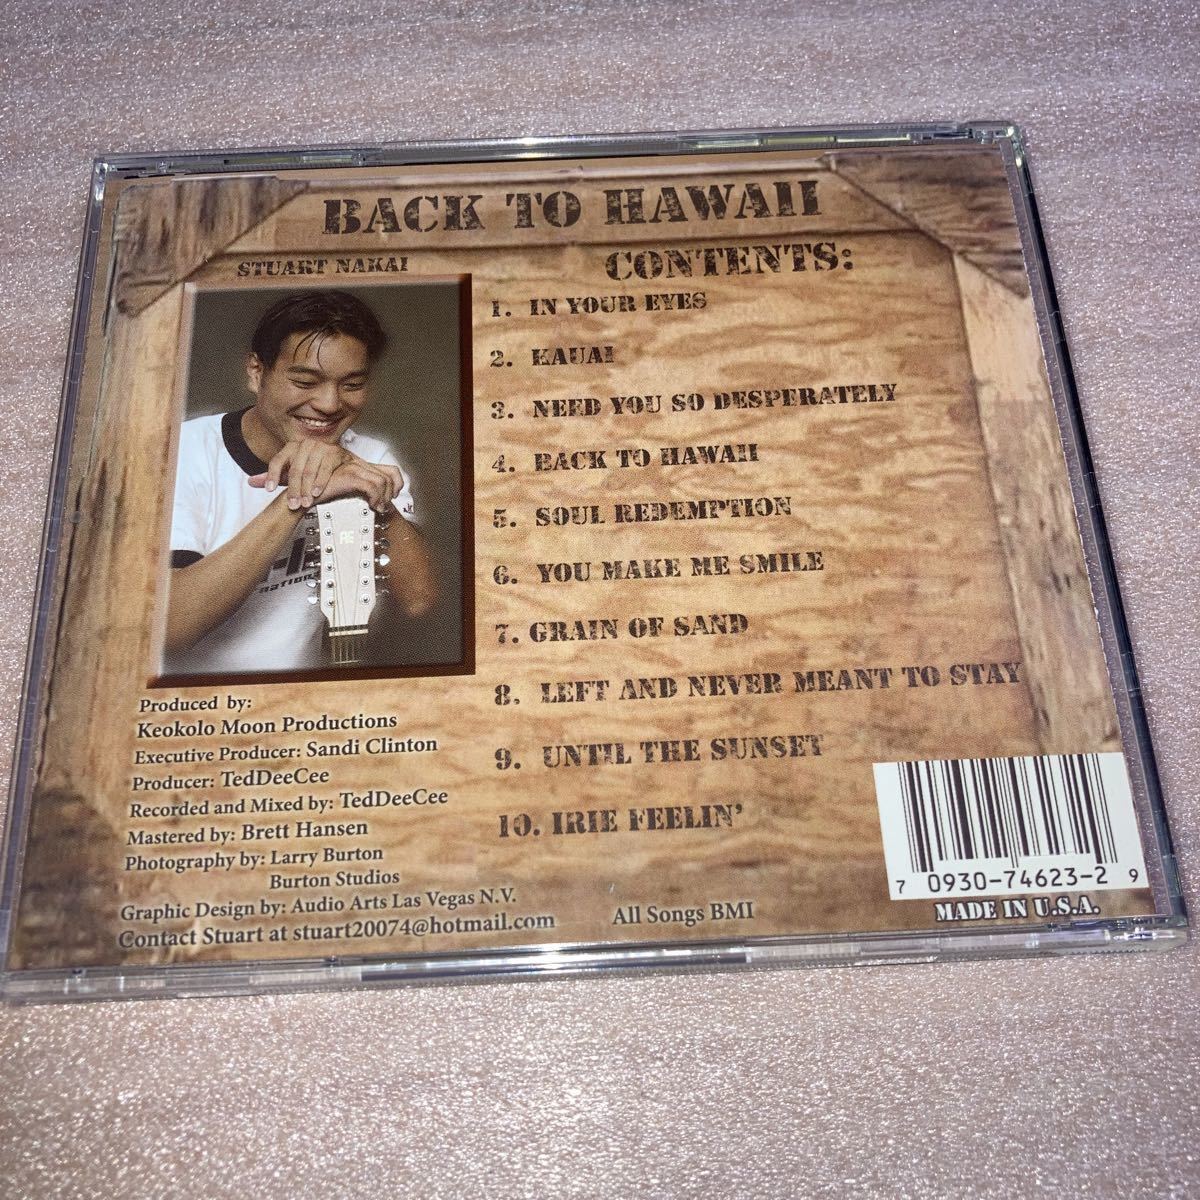 BACK TO HAWAII
STUART NAKAI
CONTENTS:
1. IN YOUR EYES
2. KAUAI
3. NEED YOU SO DESPERATELY
4. BACK TO HAWAII
5. SOUL REDEMPTION
6. YOU MAKE ME SMILE
7. GRAIN OF SAND
8. LEFT AND NEVER MEANT TO STAY
9. UNTIL THE SUNSET
10. IRIE FEELIN'
Produced by:
Keokolo Moon Productions
Executive Producer: Sandi Clinton
Producer: TedDeeCee
Recorded and Mixed by: TedDeeCee
Mastered by: Brett Hansen
Photography by: Larry Burton
Burton Studios
Graphic Design by: Audio Arts Las Vegas N.V.
Contact Stuart at stuart20074@hotmail.com
All Songs BMI
7 0930-74623-2 9
MADE IN U.S.A.